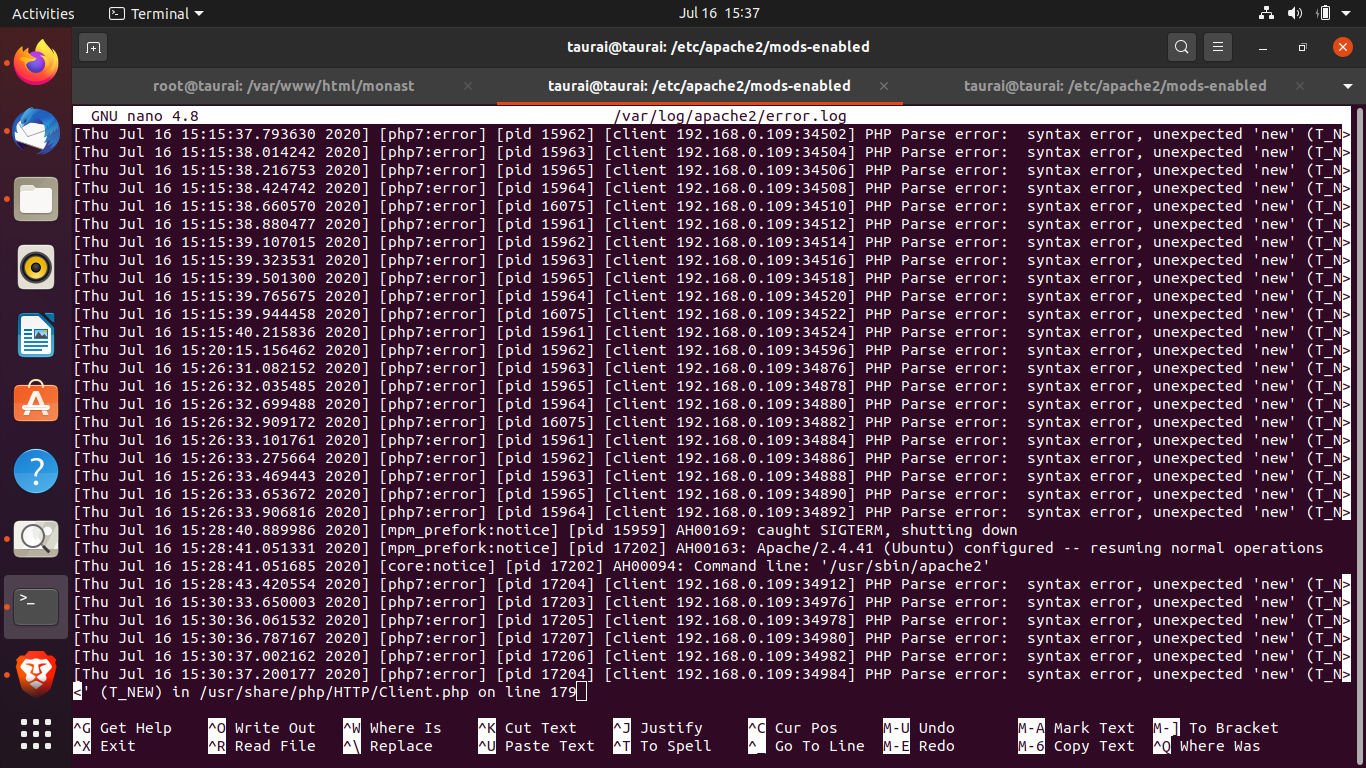 Activities Terminal Jul 16 15:37
taurai@taurai: /etc/apache2/mods-enabled
root@taurai: /var/www/html/monast × taurai@taurai: /etc/apache2/mods-enabled × taurai@taurai: /etc/apache2/mods-enabled ×
GNU nano 4.8 /var/log/apache2/error.log
[Thu Jul 16 15:15:37.793630 2020] [php7:error] [pid 15962] [client 192.168.0.109:34502] PHP Parse error:  syntax error, unexpected 'new' (T_N>
[Thu Jul 16 15:15:38.014242 2020] [php7:error] [pid 15963] [client 192.168.0.109:34504] PHP Parse error:  syntax error, unexpected 'new' (T_N>
[Thu Jul 16 15:15:38.216753 2020] [php7:error] [pid 15965] [client 192.168.0.109:34506] PHP Parse error:  syntax error, unexpected 'new' (T_N>
[Thu Jul 16 15:15:38.424742 2020] [php7:error] [pid 15964] [client 192.168.0.109:34508] PHP Parse error:  syntax error, unexpected 'new' (T_N>
[Thu Jul 16 15:15:38.660570 2020] [php7:error] [pid 16075] [client 192.168.0.109:34510] PHP Parse error:  syntax error, unexpected 'new' (T_N>
[Thu Jul 16 15:15:38.880477 2020] [php7:error] [pid 15961] [client 192.168.0.109:34512] PHP Parse error:  syntax error, unexpected 'new' (T_N>
[Thu Jul 16 15:15:39.107015 2020] [php7:error] [pid 15962] [client 192.168.0.109:34514] PHP Parse error:  syntax error, unexpected 'new' (T_N>
[Thu Jul 16 15:15:39.323531 2020] [php7:error] [pid 15963] [client 192.168.0.109:34516] PHP Parse error:  syntax error, unexpected 'new' (T_N>
[Thu Jul 16 15:15:39.501300 2020] [php7:error] [pid 15965] [client 192.168.0.109:34518] PHP Parse error:  syntax error, unexpected 'new' (T_N>
[Thu Jul 16 15:15:39.765675 2020] [php7:error] [pid 15964] [client 192.168.0.109:34520] PHP Parse error:  syntax error, unexpected 'new' (T_N>
[Thu Jul 16 15:15:39.944458 2020] [php7:error] [pid 16075] [client 192.168.0.109:34522] PHP Parse error:  syntax error, unexpected 'new' (T_N>
[Thu Jul 16 15:15:40.215836 2020] [php7:error] [pid 15961] [client 192.168.0.109:34524] PHP Parse error:  syntax error, unexpected 'new' (T_N>
[Thu Jul 16 15:20:15.156462 2020] [php7:error] [pid 15962] [client 192.168.0.109:34596] PHP Parse error:  syntax error, unexpected 'new' (T_N>
[Thu Jul 16 15:26:31.082152 2020] [php7:error] [pid 15963] [client 192.168.0.109:34876] PHP Parse error:  syntax error, unexpected 'new' (T_N>
[Thu Jul 16 15:26:32.035485 2020] [php7:error] [pid 15965] [client 192.168.0.109:34878] PHP Parse error:  syntax error, unexpected 'new' (T_N>
[Thu Jul 16 15:26:32.699488 2020] [php7:error] [pid 15964] [client 192.168.0.109:34880] PHP Parse error:  syntax error, unexpected 'new' (T_N>
[Thu Jul 16 15:26:32.909172 2020] [php7:error] [pid 16075] [client 192.168.0.109:34882] PHP Parse error:  syntax error, unexpected 'new' (T_N>
[Thu Jul 16 15:26:33.101761 2020] [php7:error] [pid 15961] [client 192.168.0.109:34884] PHP Parse error:  syntax error, unexpected 'new' (T_N>
[Thu Jul 16 15:26:33.275664 2020] [php7:error] [pid 15962] [client 192.168.0.109:34886] PHP Parse error:  syntax error, unexpected 'new' (T_N>
[Thu Jul 16 15:26:33.469443 2020] [php7:error] [pid 15963] [client 192.168.0.109:34888] PHP Parse error:  syntax error, unexpected 'new' (T_N>
[Thu Jul 16 15:26:33.653672 2020] [php7:error] [pid 15965] [client 192.168.0.109:34890] PHP Parse error:  syntax error, unexpected 'new' (T_N>
[Thu Jul 16 15:26:33.906816 2020] [php7:error] [pid 15964] [client 192.168.0.109:34892] PHP Parse error:  syntax error, unexpected 'new' (T_N>
[Thu Jul 16 15:28:40.889986 2020] [mpm_prefork:notice] [pid 15959] AH00169: caught SIGTERM, shutting down
[Thu Jul 16 15:28:41.051331 2020] [mpm_prefork:notice] [pid 17202] AH00163: Apache/2.4.41 (Ubuntu) configured -- resuming normal operations
[Thu Jul 16 15:28:41.051685 2020] [core:notice] [pid 17202] AH00094: Command line: '/usr/sbin/apache2'
[Thu Jul 16 15:28:43.420554 2020] [php7:error] [pid 17204] [client 192.168.0.109:34912] PHP Parse error:  syntax error, unexpected 'new' (T_N>
[Thu Jul 16 15:30:33.650003 2020] [php7:error] [pid 17203] [client 192.168.0.109:34976] PHP Parse error:  syntax error, unexpected 'new' (T_N>
[Thu Jul 16 15:30:36.061532 2020] [php7:error] [pid 17205] [client 192.168.0.109:34978] PHP Parse error:  syntax error, unexpected 'new' (T_N>
[Thu Jul 16 15:30:36.787167 2020] [php7:error] [pid 17207] [client 192.168.0.109:34980] PHP Parse error:  syntax error, unexpected 'new' (T_N>
[Thu Jul 16 15:30:37.002162 2020] [php7:error] [pid 17206] [client 192.168.0.109:34982] PHP Parse error:  syntax error, unexpected 'new' (T_N>
[Thu Jul 16 15:30:37.200177 2020] [php7:error] [pid 17204] [client 192.168.0.109:34984] PHP Parse error:  syntax error, unexpected 'new' (T_N>
<' (T_NEW) in /usr/share/php/HTTP/Client.php on line 179
^G Get Help ^O Write Out ^W Where Is ^K Cut Text ^J Justify ^C Cur Pos M-U Undo M-A Mark Text M-] To Bracket
^X Exit ^R Read File ^\ Replace ^U Paste Text ^T To Spell ^_ Go To Line M-E Redo M-6 Copy Text ^Q Where Was